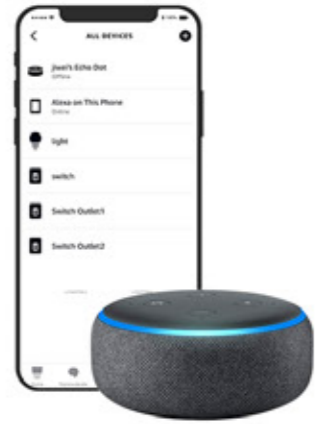 ALL DEVICES
Jiwei's Echo Dot
Offline
Alexa on This Phone
Online
light
switch
Switch Outlet1
Switch Outlet2